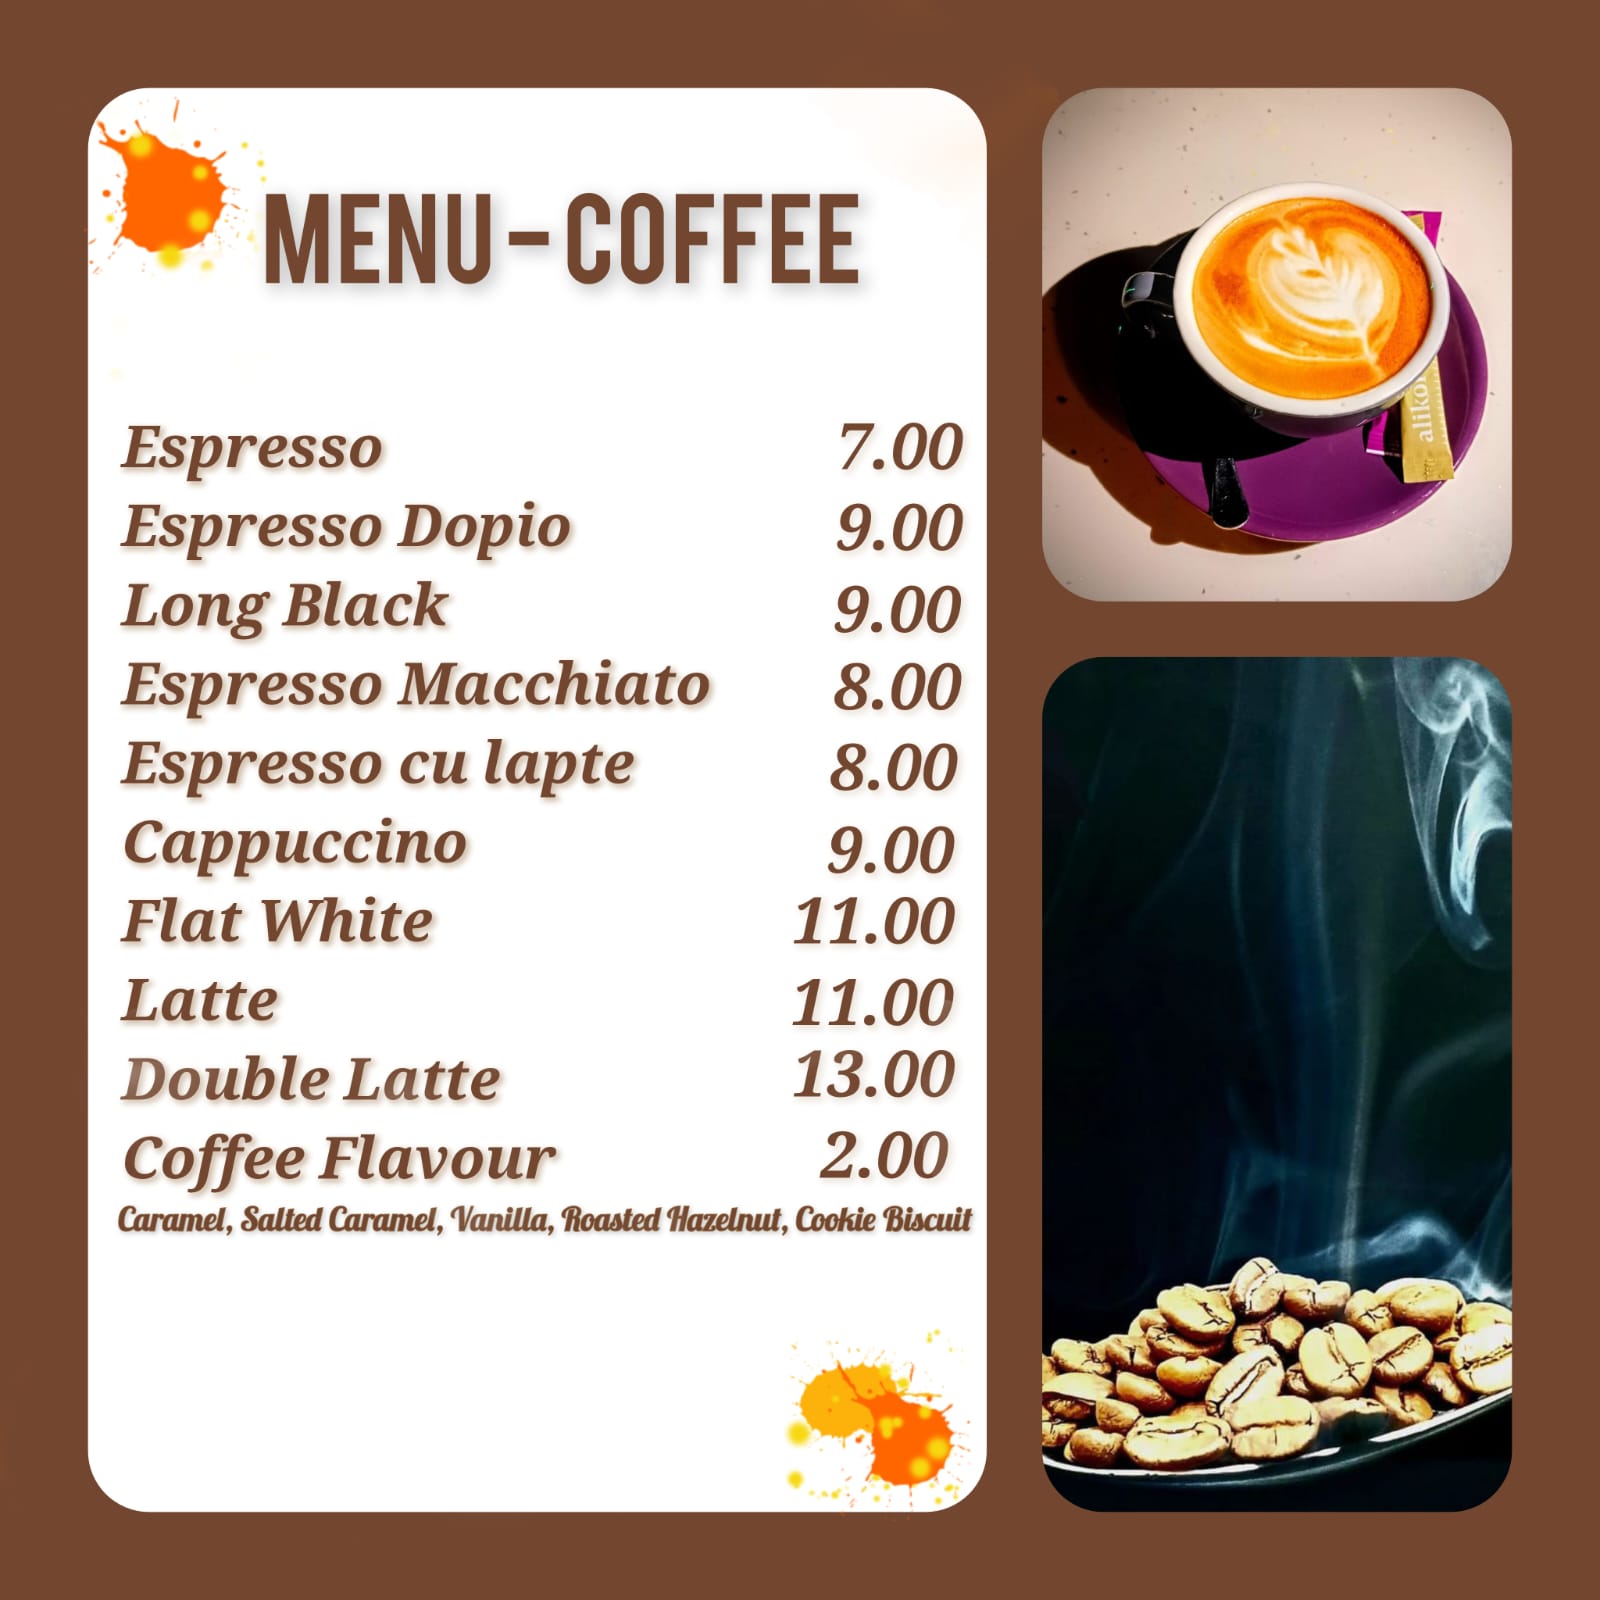 MENU - COFFEE
Espresso 7.00
Espresso Dopio 9.00
Long Black 9.00
Espresso Macchiato 8.00
Espresso cu lapte 8.00
Cappuccino 9.00
Flat White 11.00
Latte 11.00
Double Latte 13.00
Coffee Flavour 2.00
Caramel, Salted Caramel, Vanilla, Roasted Hazelnut, Cookie Biscuit